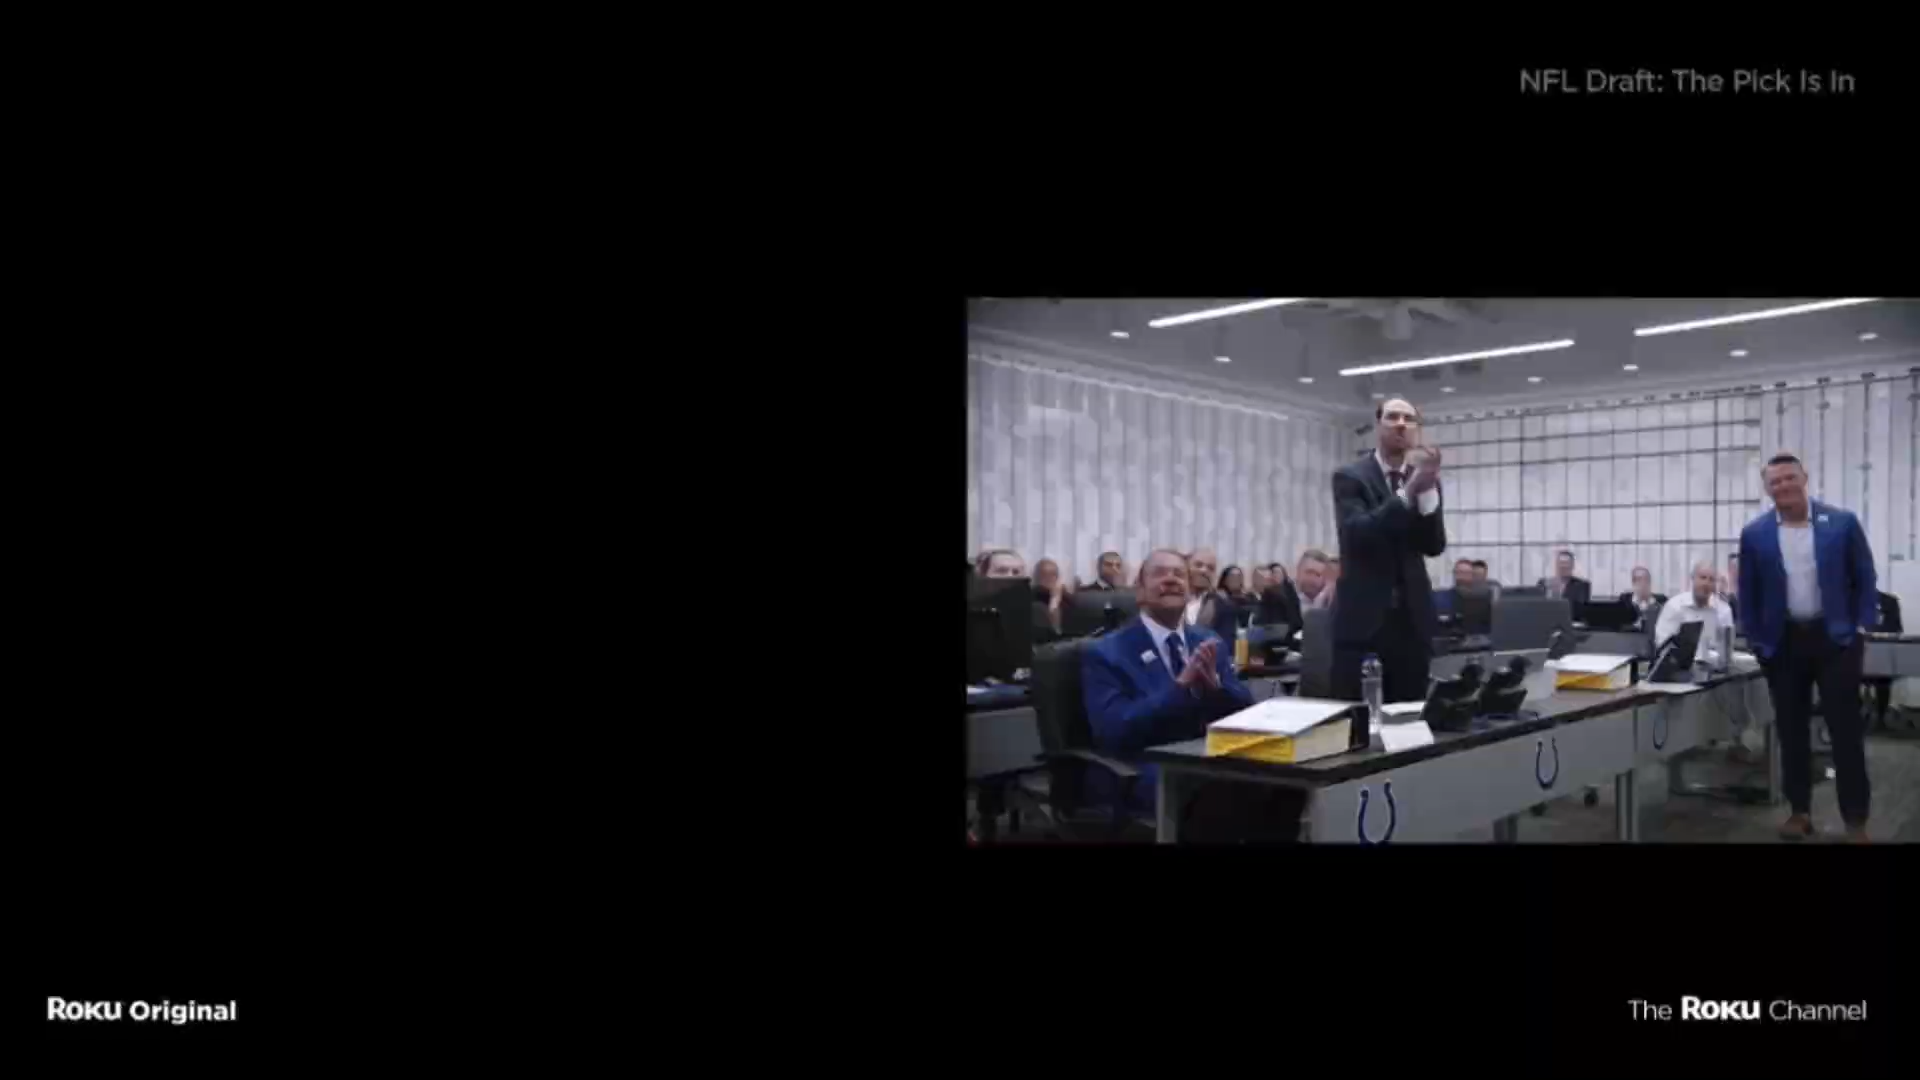 NFL Draft: The Pick Is In
Roku Original
The Roku Channel